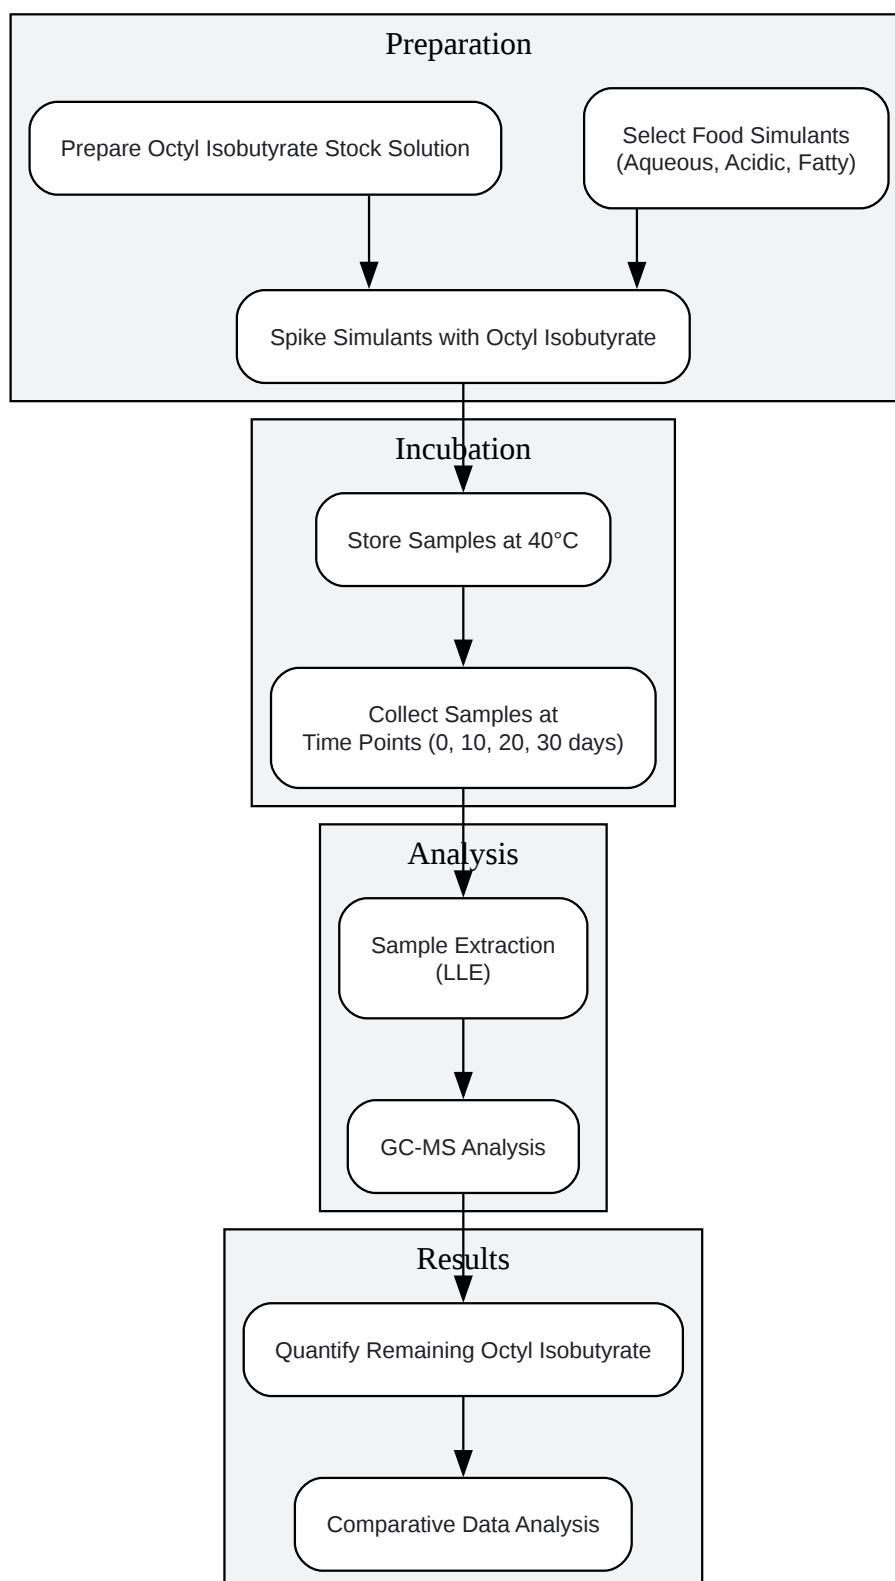 Preparation
Prepare Octyl Isobutyrate Stock Solution
Select Food Simulants
(Aqueous, Acidic, Fatty)
Spike Simulants with Octyl Isobutyrate
Incubation
Store Samples at 40°C
Collect Samples at
Time Points (0, 10, 20, 30 days)
Analysis
Sample Extraction
(LLE)
GC-MS Analysis
Results
Quantify Remaining Octyl Isobutyrate
Comparative Data Analysis